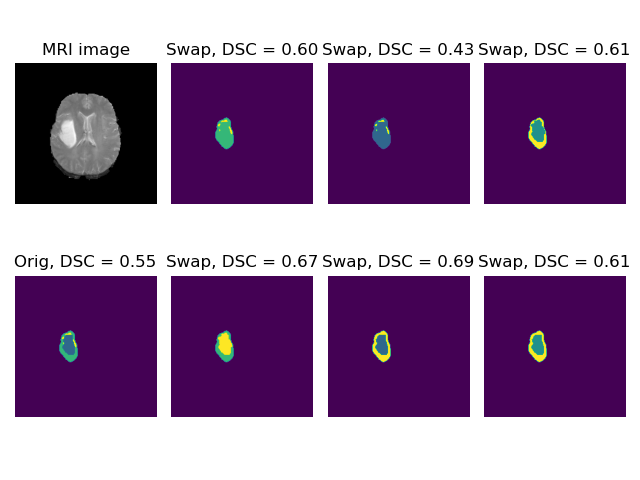 MRI image
Swap, DSC = 0.60
Swap, DSC = 0.43
Swap, DSC = 0.61
Orig, DSC = 0.55
Swap, DSC = 0.67
Swap, DSC = 0.69
Swap, DSC = 0.61